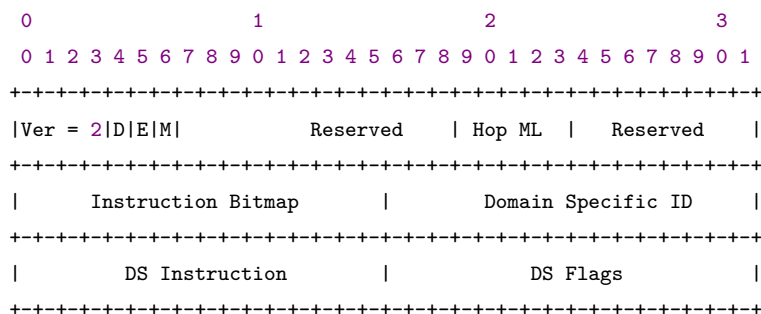 0                   1                   2                   3
0 1 2 3 4 5 6 7 8 9 0 1 2 3 4 5 6 7 8 9 0 1 2 3 4 5 6 7 8 9 0 1
+-+-+-+-+-+-+-+-+-+-+-+-+-+-+-+-+-+-+-+-+-+-+-+-+-+-+-+-+-+-+-+-+
|Ver = 2|D|E|M|           Reserved    | Hop ML  |   Reserved    |
+-+-+-+-+-+-+-+-+-+-+-+-+-+-+-+-+-+-+-+-+-+-+-+-+-+-+-+-+-+-+-+-+
|      Instruction Bitmap       |        Domain Specific ID     |
+-+-+-+-+-+-+-+-+-+-+-+-+-+-+-+-+-+-+-+-+-+-+-+-+-+-+-+-+-+-+-+-+
|         DS Instruction        |            DS Flags           |
+-+-+-+-+-+-+-+-+-+-+-+-+-+-+-+-+-+-+-+-+-+-+-+-+-+-+-+-+-+-+-+-+